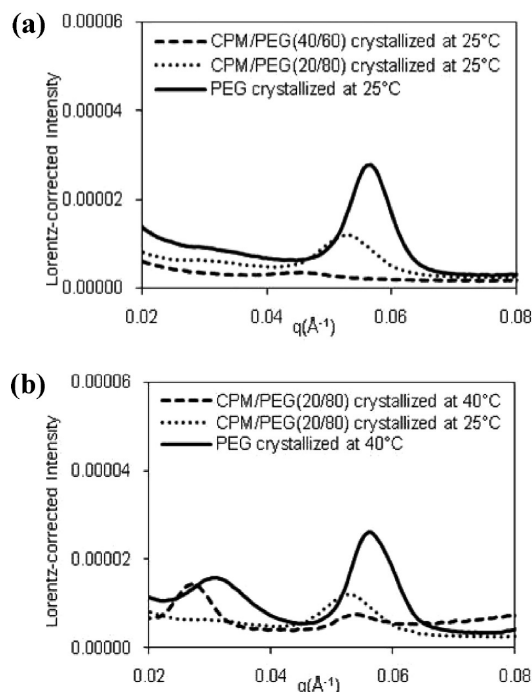 (a)
0.00006
CPM/PEG(40/60) crystallized at 25°C
CPM/PEG(20/80) crystallized at 25°C
PEG crystallized at 25°C
0.00004
0.00002
0.00000
Lorentz-corrected Intensity
0.02 0.04 0.06 0.08
q(Å⁻¹)
(b)
0.00006
CPM/PEG(20/80) crystallized at 40°C
CPM/PEG(20/80) crystallized at 25°C
PEG crystallized at 40°C
0.00004
0.00002
0.00000
Lorentz-corrected Intensity
0.02 0.04 0.06 0.08
q(Å⁻¹)